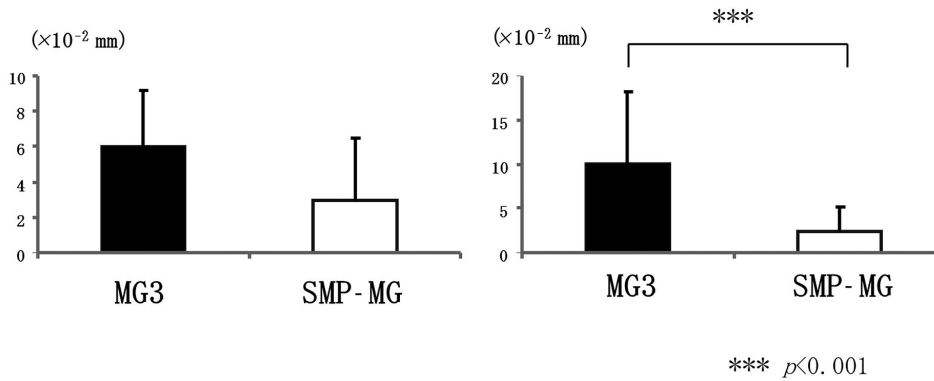 (×10⁻² mm)
10
8
6
4
2
0
MG3 SMP-MG
***
(×10⁻² mm)
20
15
10
5
0
MG3 SMP-MG
*** p<0.001